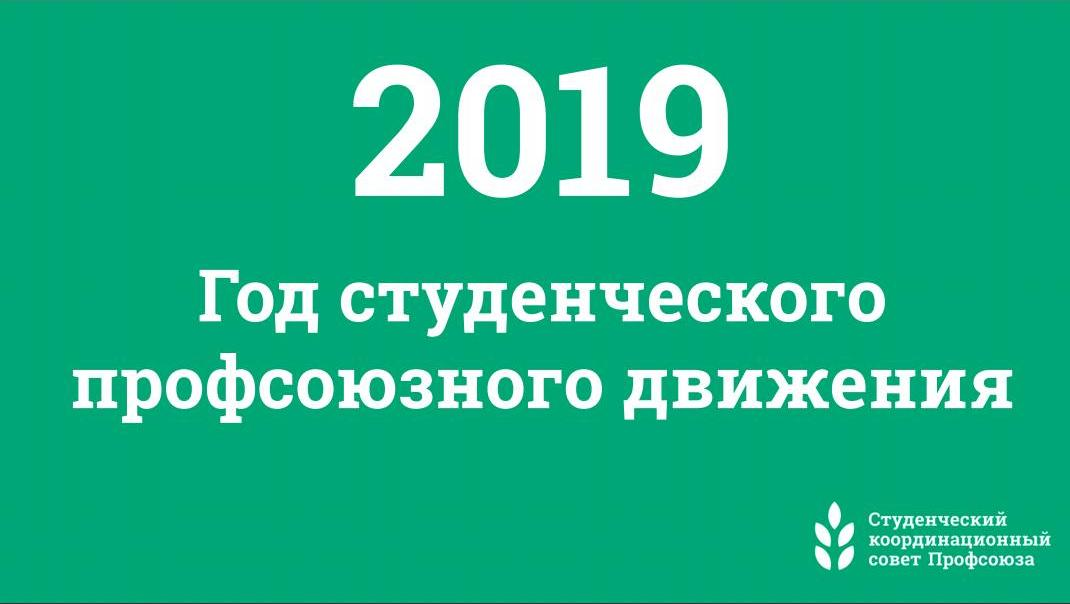 2019
Год студенческого
профсоюзного движения
Студенческий
координационный
совет Профсоюза